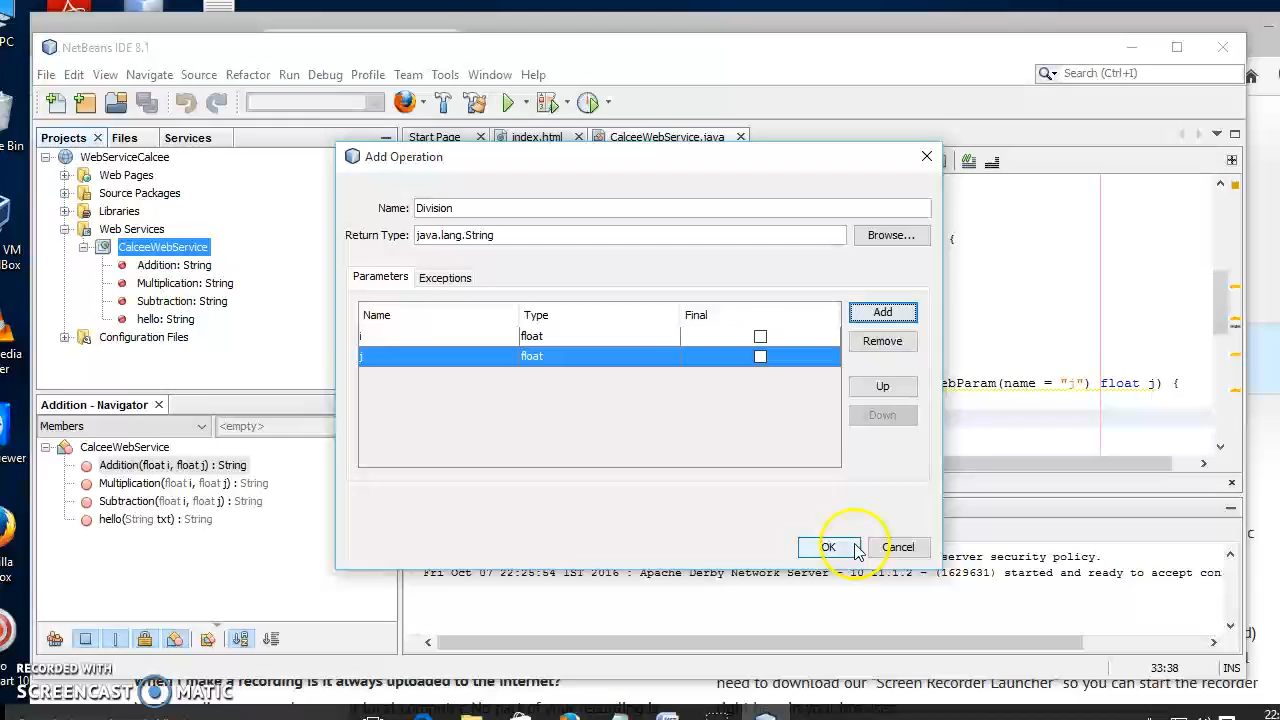 PC
NetBeans IDE 8.1
File Edit View Navigate Source Refactor Run Debug Profile Team Tools Window Help
Search (Ctrl+I)
Projects Files Services
Start Page index.html CalceeWebService.java
WebServiceCalcee
Web Pages
Source Packages
Libraries
Web Services
CalceeWebService
Addition: String
Multiplication: String
Subtraction: String
hello: String
Configuration Files
Add Operation
Name: Division
Return Type: java.lang.String Browse...
Parameters Exceptions
Name Type Final
i float
j float
Add
Remove
Up
Down
OK Cancel
{
(name = "j") float j) {
Addition - Navigator
Members <empty>
CalceeWebService
Addition(float i, float j) : String
Multiplication(float i, float j) : String
Subtraction(float i, float j) : String
hello(String txt) : String
server security policy.
Fri Oct 07 22:25:54 IST 2016 : Apache Derby Network Server - 10.11.1.2 - (1629631) started and ready to accept con
33:38 INS
RECORDED WITH
SCREENCAST MATIC
When I make a recording is it always uploaded to the internet?
need to download our "Screen Recorder Launcher" so you can start the recorder